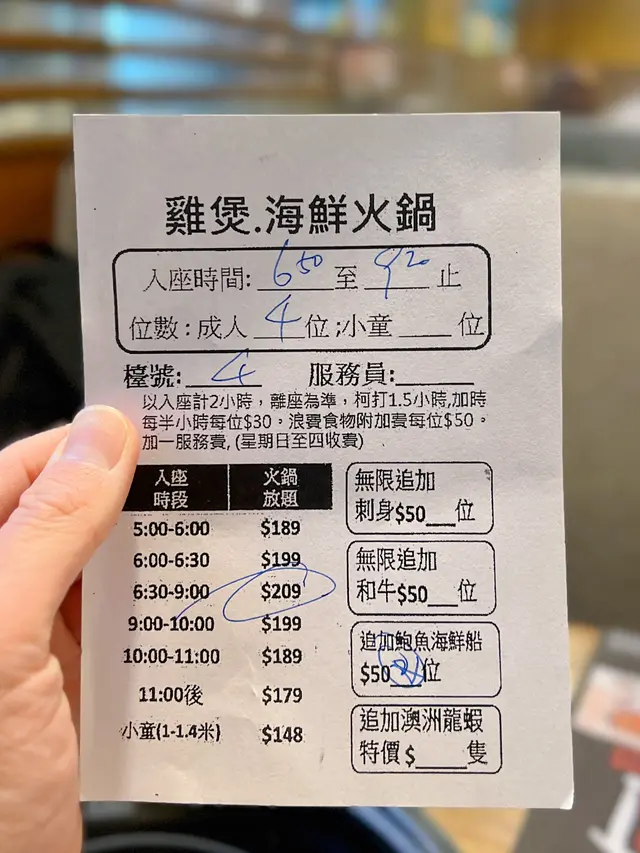 雞煲.海鮮火鍋
入座時間: 6 50 至 9 20 止
位數 : 成人 4 位 ; 小童 ____ 位
檯號: 4 服務員:______
以入座計2小時，離座為準，柯打1.5小時,加時
每半小時每位$30。浪費食物附加費每位$50。
加一服務費, (星期日至四收費)
入座時段 火鍋放題
5:00-6:00 $189
6:00-6:30 $199
6:30-9:00 $209
9:00-10:00 $199
10:00-11:00 $189
11:00後 $179
小童(1-1.4米) $148
無限追加
刺身$50___位
無限追加
和牛$50___位
追加鮑魚海鮮船
$50 位
追加澳洲龍蝦
特價 $____隻